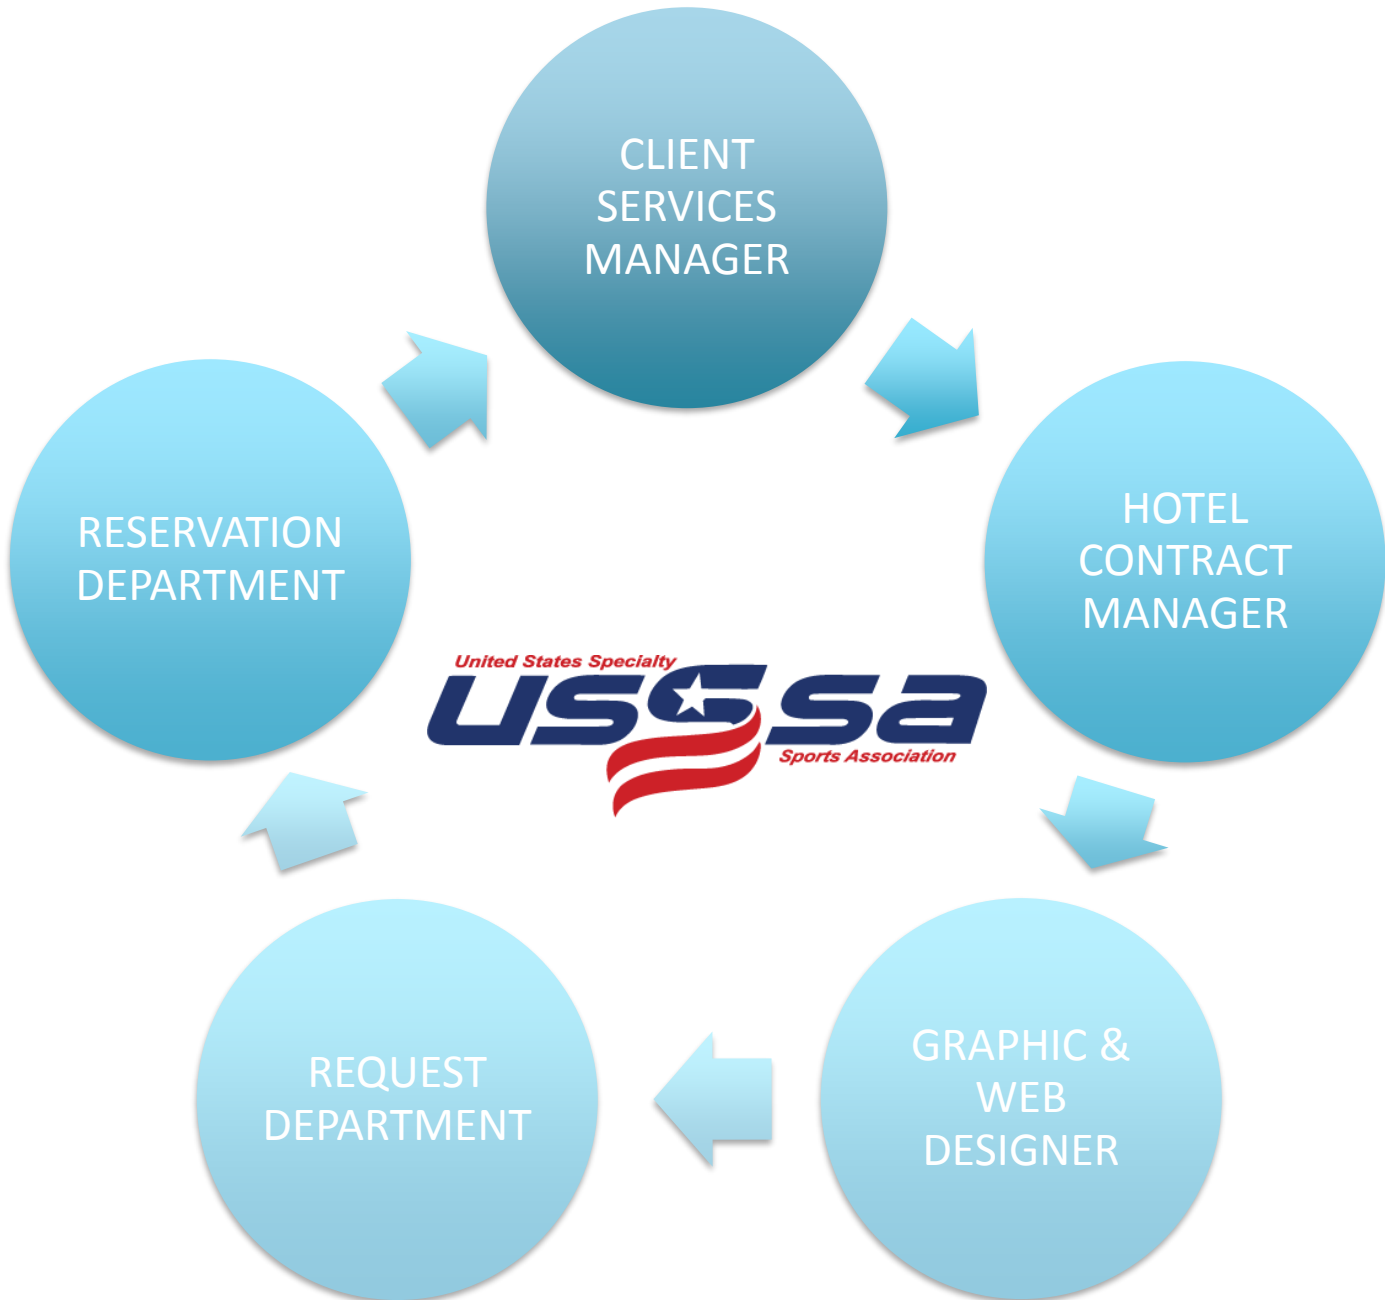 CLIENT
SERVICES
MANAGER
HOTEL
CONTRACT
MANAGER
RESERVATION
DEPARTMENT
United States Specialty
usssa
Sports Association
GRAPHIC &
WEB
DESIGNER
REQUEST
DEPARTMENT